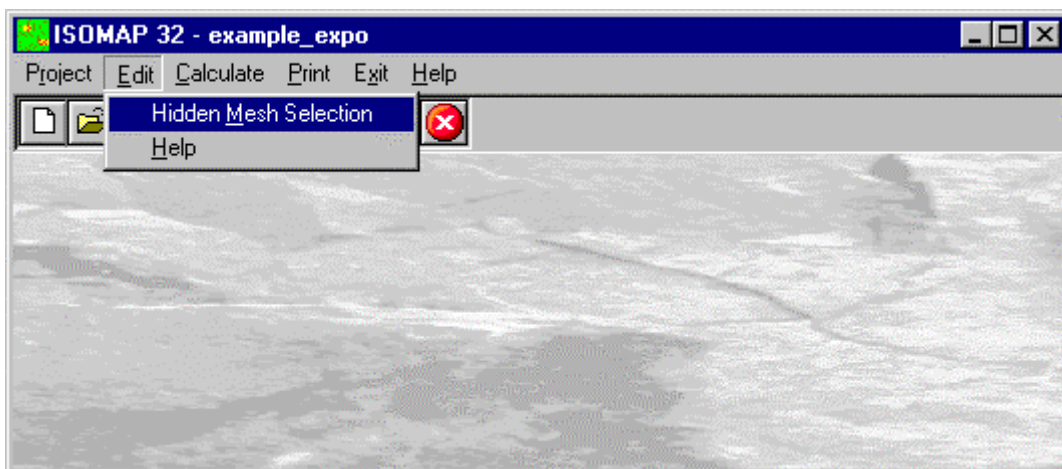 ISOMAP 32 - example_expo
Project Edit Calculate Print Exit Help
Hidden Mesh Selection
Help